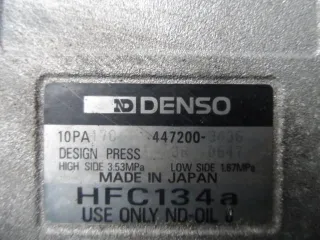 ND DENSO
10PA17C 447200-
DESIGN PRESS
HIGH SIDE 3.53MPa LOW SIDE 1.67MPa
MADE IN JAPAN
HFC134a
USE ONLY ND-OIL